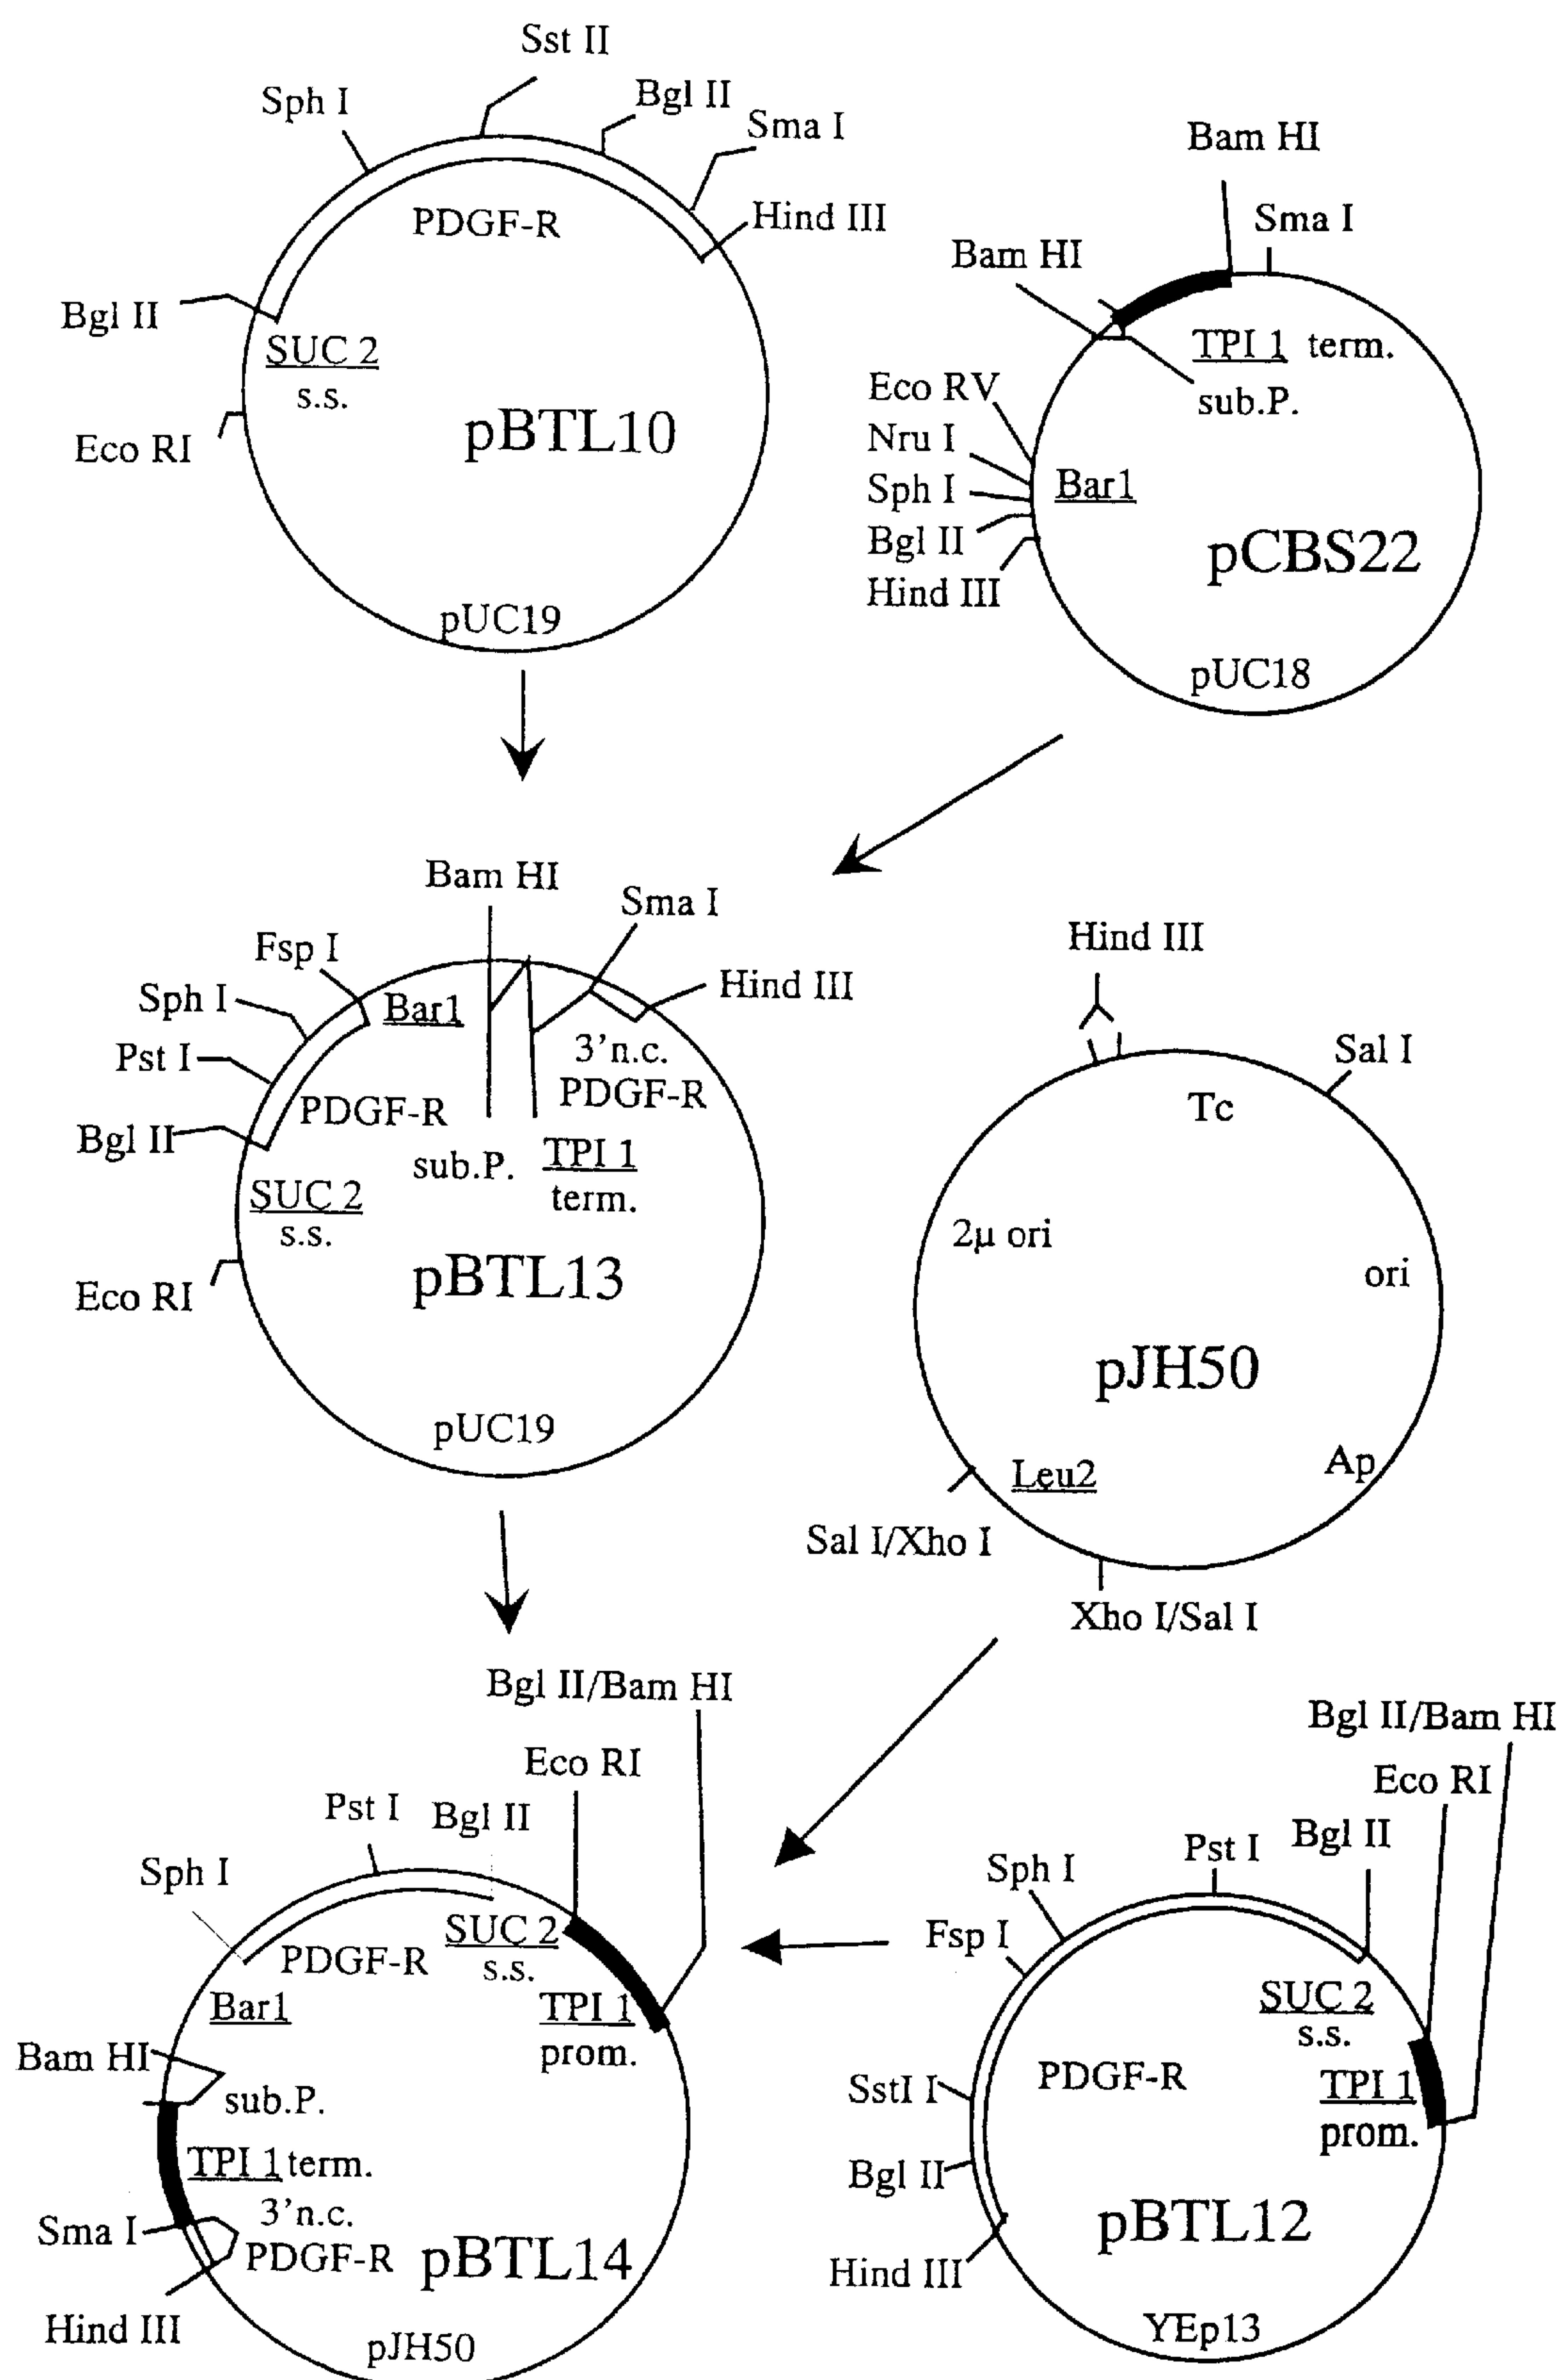 Sst II
Sph I
Bgl II
Sma I
PDGF-R
Hind III
Bgl II
SUC 2
s.s.
Eco RI
pBTL10
pUC19
Bam HI
Sma I
Bam HI
TPI 1 term.
sub.P.
Eco RV
Nru I
Sph I
Bar1
Bgl II
Hind III
pCBS22
pUC18
Bam HI
Sma I
Fsp I
Hind III
Sph I
Bar1
Pst I
3'n.c.
PDGF-R
PDGF-R
Bgl II
sub.P.
TPI 1
term.
SUC 2
s.s.
Eco RI
pBTL13
pUC19
Hind III
Sal I
Tc
2µ ori
ori
pJH50
Leu2
Ap
Sal I/Xho I
Xho I/Sal I
Bgl II/Bam HI
Eco RI
Pst I
Bgl II
Sph I
SUC 2
s.s.
PDGF-R
Bar1
TPI 1
prom.
Bam HI
sub.P.
TPI 1 term.
3'n.c.
Sma I
PDGF-R
pBTL14
Hind III
pJH50
Bgl II/Bam HI
Eco RI
Bgl II
Pst I
Sph I
Fsp I
SUC 2
s.s.
PDGF-R
SstI I
TPI 1
prom.
Bgl II
pBTL12
Hind III
YEp13